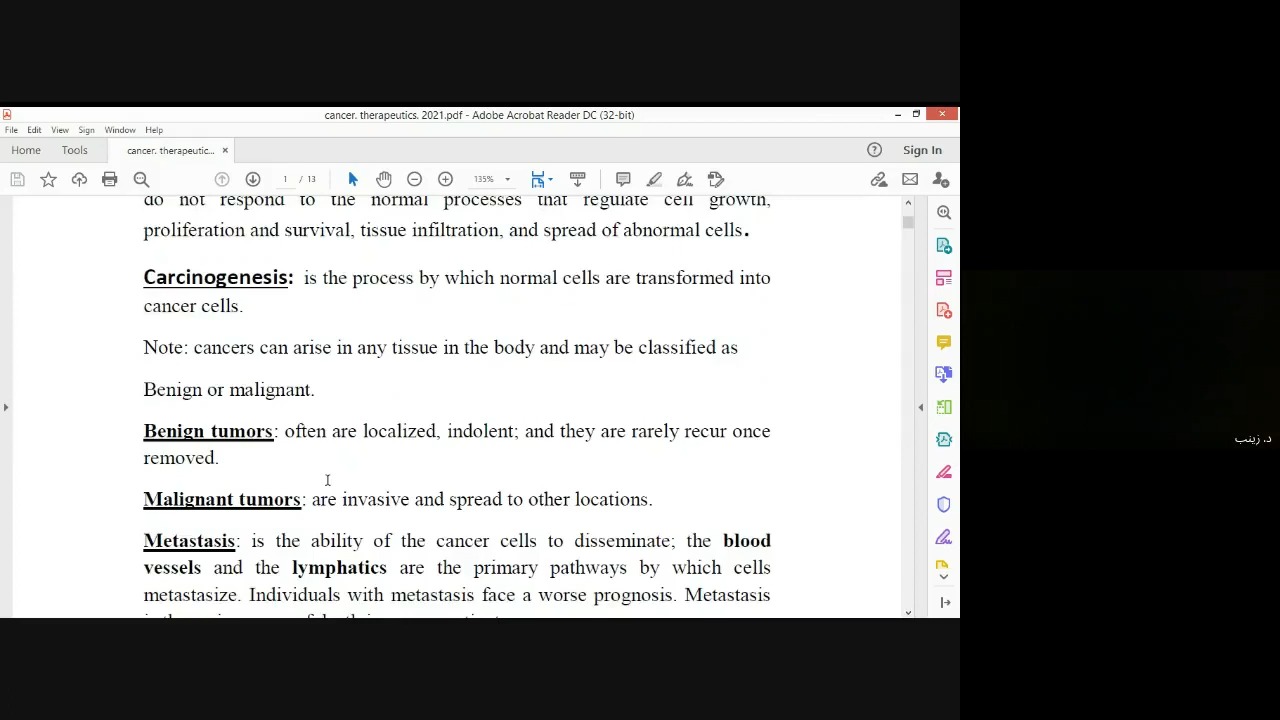 cancer. therapeutics. 2021.pdf - Adobe Acrobat Reader DC (32-bit)
File Edit View Sign Window Help
Home Tools cancer. therapeutic... × Sign In
1 / 13 135%
do not respond to the normal processes that regulate cell growth,
proliferation and survival, tissue infiltration, and spread of abnormal cells.
Carcinogenesis: is the process by which normal cells are transformed into
cancer cells.
Note: cancers can arise in any tissue in the body and may be classified as
Benign or malignant.
Benign tumors: often are localized, indolent; and they are rarely recur once
removed.
Malignant tumors: are invasive and spread to other locations.
Metastasis: is the ability of the cancer cells to disseminate; the blood
vessels and the lymphatics are the primary pathways by which cells
metastasize. Individuals with metastasis face a worse prognosis. Metastasis
د. زينب